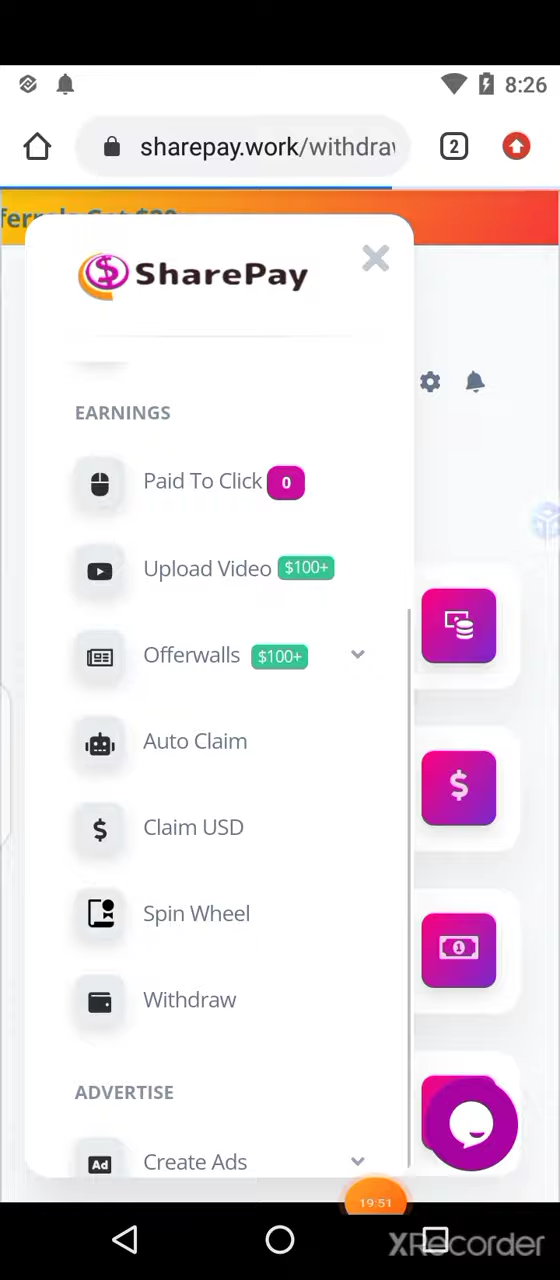 8:26
sharepay.work/withdraw
2
SharePay
EARNINGS
Paid To Click 0
Upload Video $100+
Offerwalls $100+
Auto Claim
$ Claim USD
Spin Wheel
Withdraw
ADVERTISE
Ad Create Ads
19:51
XRecorder